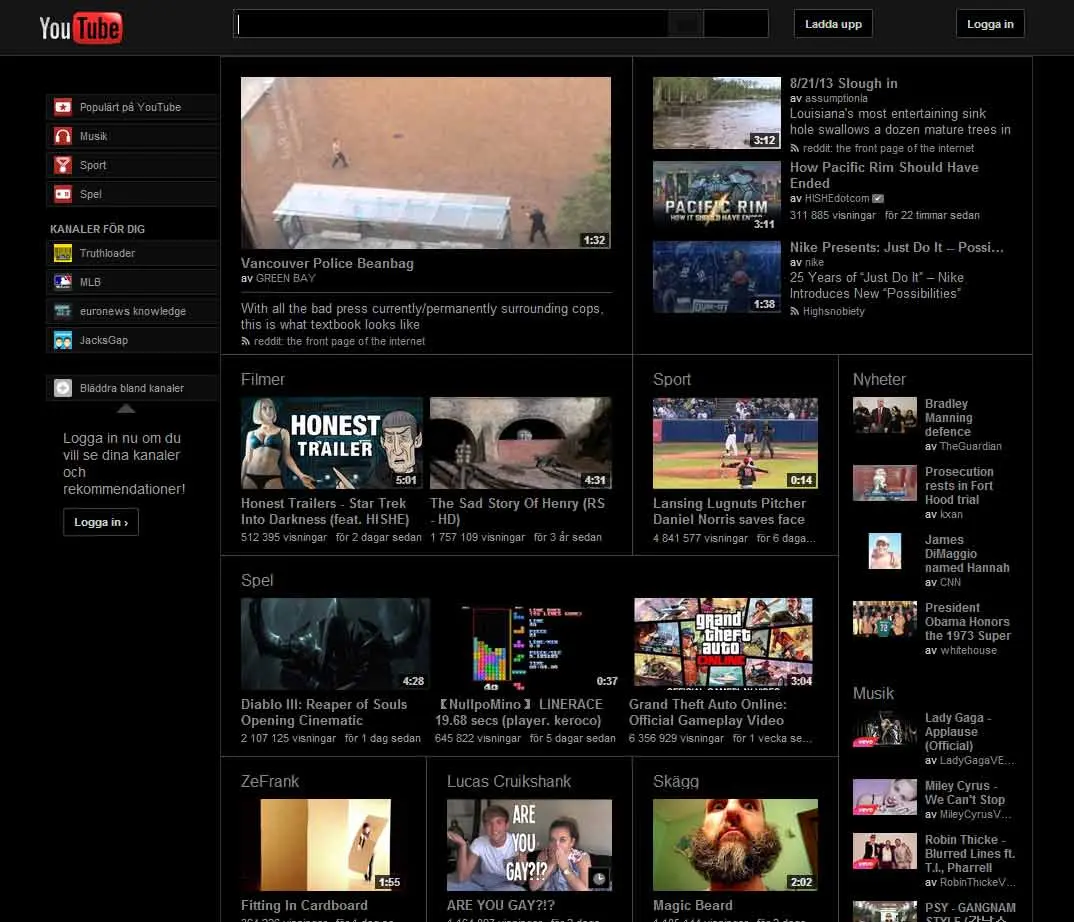 YouTube
Ladda upp
Logga in
Populärt på YouTube
Musik
Sport
Spel
KANALER FÖR DIG
Truthloader
MLB
euronews knowledge
JacksGap
Bläddra bland kanaler
Logga in nu om du
vill se dina kanaler
och
rekommendationer!
Logga in ›
1:32
Vancouver Police Beanbag
av GREEN BAY
With all the bad press currently/permanently surrounding cops,
this is what textbook looks like
reddit: the front page of the internet
3:12
8/21/13 Slough in
av assumptionla
Louisiana's most entertaining sink
hole swallows a dozen mature trees in
reddit: the front page of the internet
PACIFIC RIM
HOW IT SHOULD HAVE ENDED
3:11
How Pacific Rim Should Have
Ended
av HISHEdotcom
311 885 visningar för 22 timmar sedan
1:38
Nike Presents: Just Do It – Possi...
av nike
25 Years of “Just Do It” – Nike
Introduces New “Possibilities”
Highsnobiety
Filmer
HONEST
TRAILER
5:01
Honest Trailers - Star Trek
Into Darkness (feat. HISHE)
512 395 visningar för 2 dagar sedan
4:31
The Sad Story Of Henry (RS
- HD)
1 757 109 visningar för 3 år sedan
Sport
0:14
Lansing Lugnuts Pitcher
Daniel Norris saves face
4 841 577 visningar för 6 daga...
Nyheter
Bradley
Manning
defence
av TheGuardian
Prosecution
rests in Fort
Hood trial
av kxan
James
DiMaggio
named Hannah
av CNN
President
Obama Honors
the 1973 Super
av whitehouse
Spel
4:28
Diablo III: Reaper of Souls
Opening Cinematic
2 107 125 visningar för 1 dag sedan
40
0:37
【NullpoMino】 LINERACE
19.68 secs (player. keroco)
645 822 visningar för 5 dagar sedan
grand
theft
auto
ONLINE
OFFICIAL GAMEPLAY VIDEO
3:04
Grand Theft Auto Online:
Official Gameplay Video
6 356 929 visningar för 1 vecka se...
Musik
vevo
Lady Gaga -
Applause
(Official)
av LadyGagaVE...
vevo
Miley Cyrus -
We Can't Stop
av MileyCyrusV...
vevo
Robin Thicke -
Blurred Lines ft.
T.I., Pharrell
av RobinThickeV...
PSY - GANGNAM
ZeFrank
1:55
Fitting In Cardboard
Lucas Cruikshank
ARE
YOU
GAY?!?
ARE YOU GAY?!?
Skägg
2:02
Magic Beard